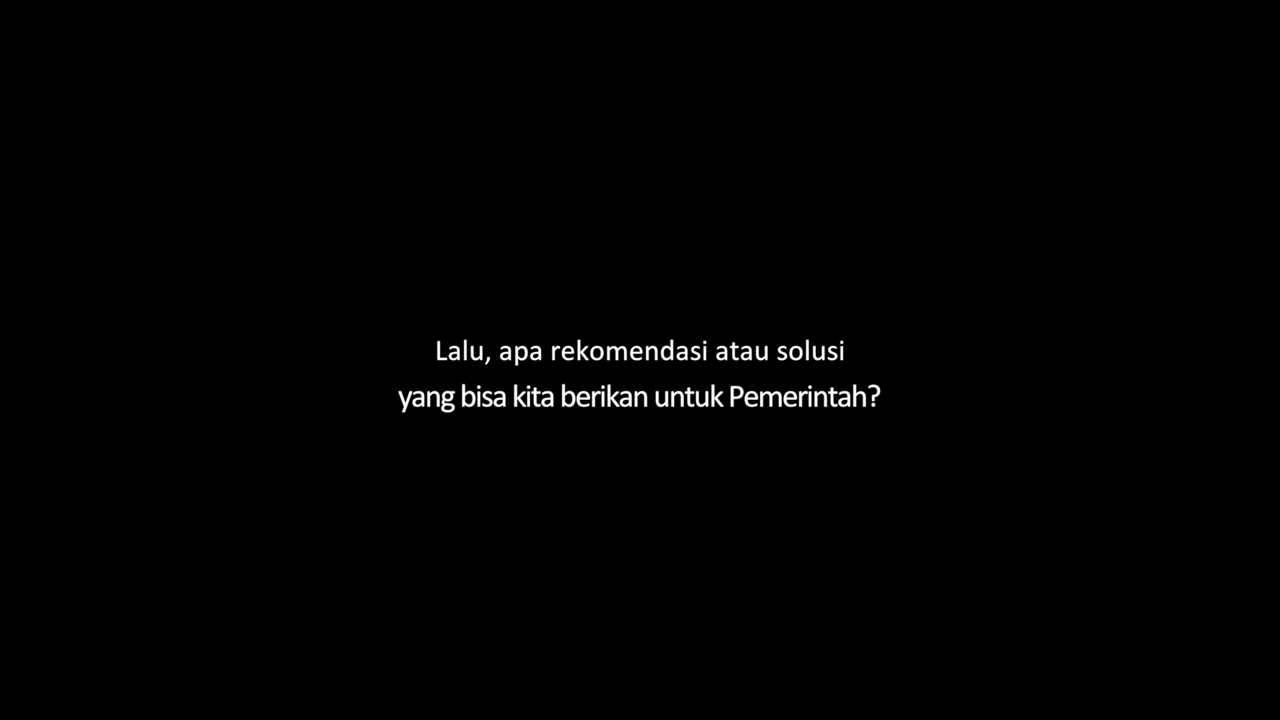 Lalu, apa rekomendasi atau solusi
yang bisa kita berikan untuk Pemerintah?